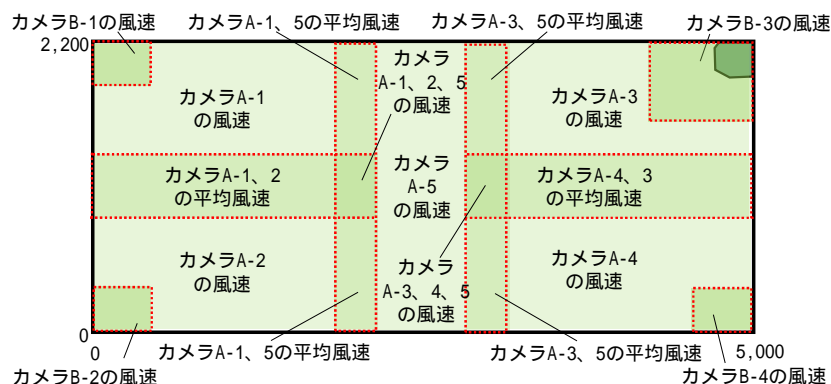 カメラB-1の風速
カメラA-1、5の平均風速
カメラA-3、5の平均風速
カメラB-3の風速
2,200
カメラ
A-1、2、5
の風速
カメラA-1
の風速
カメラA-3
の風速
カメラA-1、2
の平均風速
カメラ
A-5
の風速
カメラA-4、3
の平均風速
カメラA-2
の風速
カメラ
A-3、4、5
の風速
カメラA-4
の風速
0
0
カメラA-1、5の平均風速
カメラA-3、5の平均風速
5,000
カメラB-2の風速
カメラB-4の風速